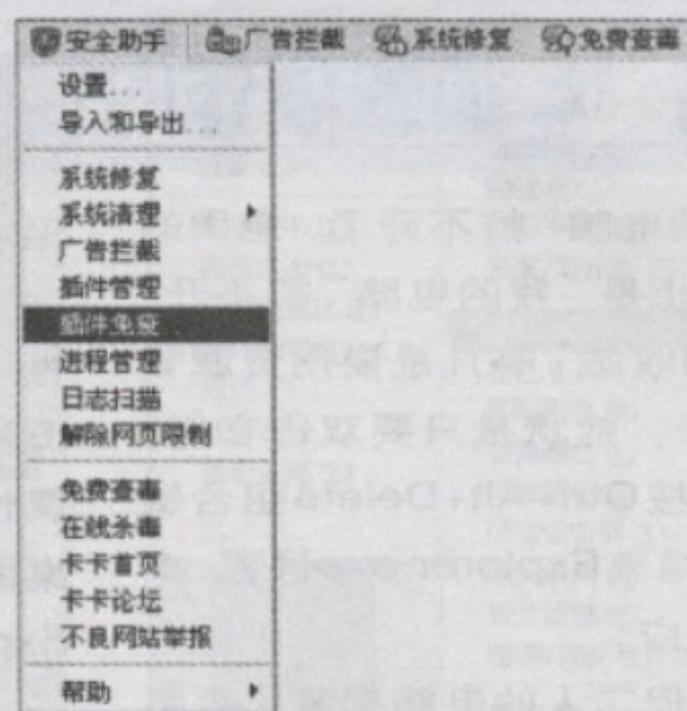 安全助手 广告拦截 系统修复 免费查毒
设置...
导入和导出...
系统修复
系统清理
广告拦截
插件管理
插件免疫
进程管理
日志扫描
解除网页限制
免费查毒
在线杀毒
卡卡首页
卡卡论坛
不良网站举报
帮助